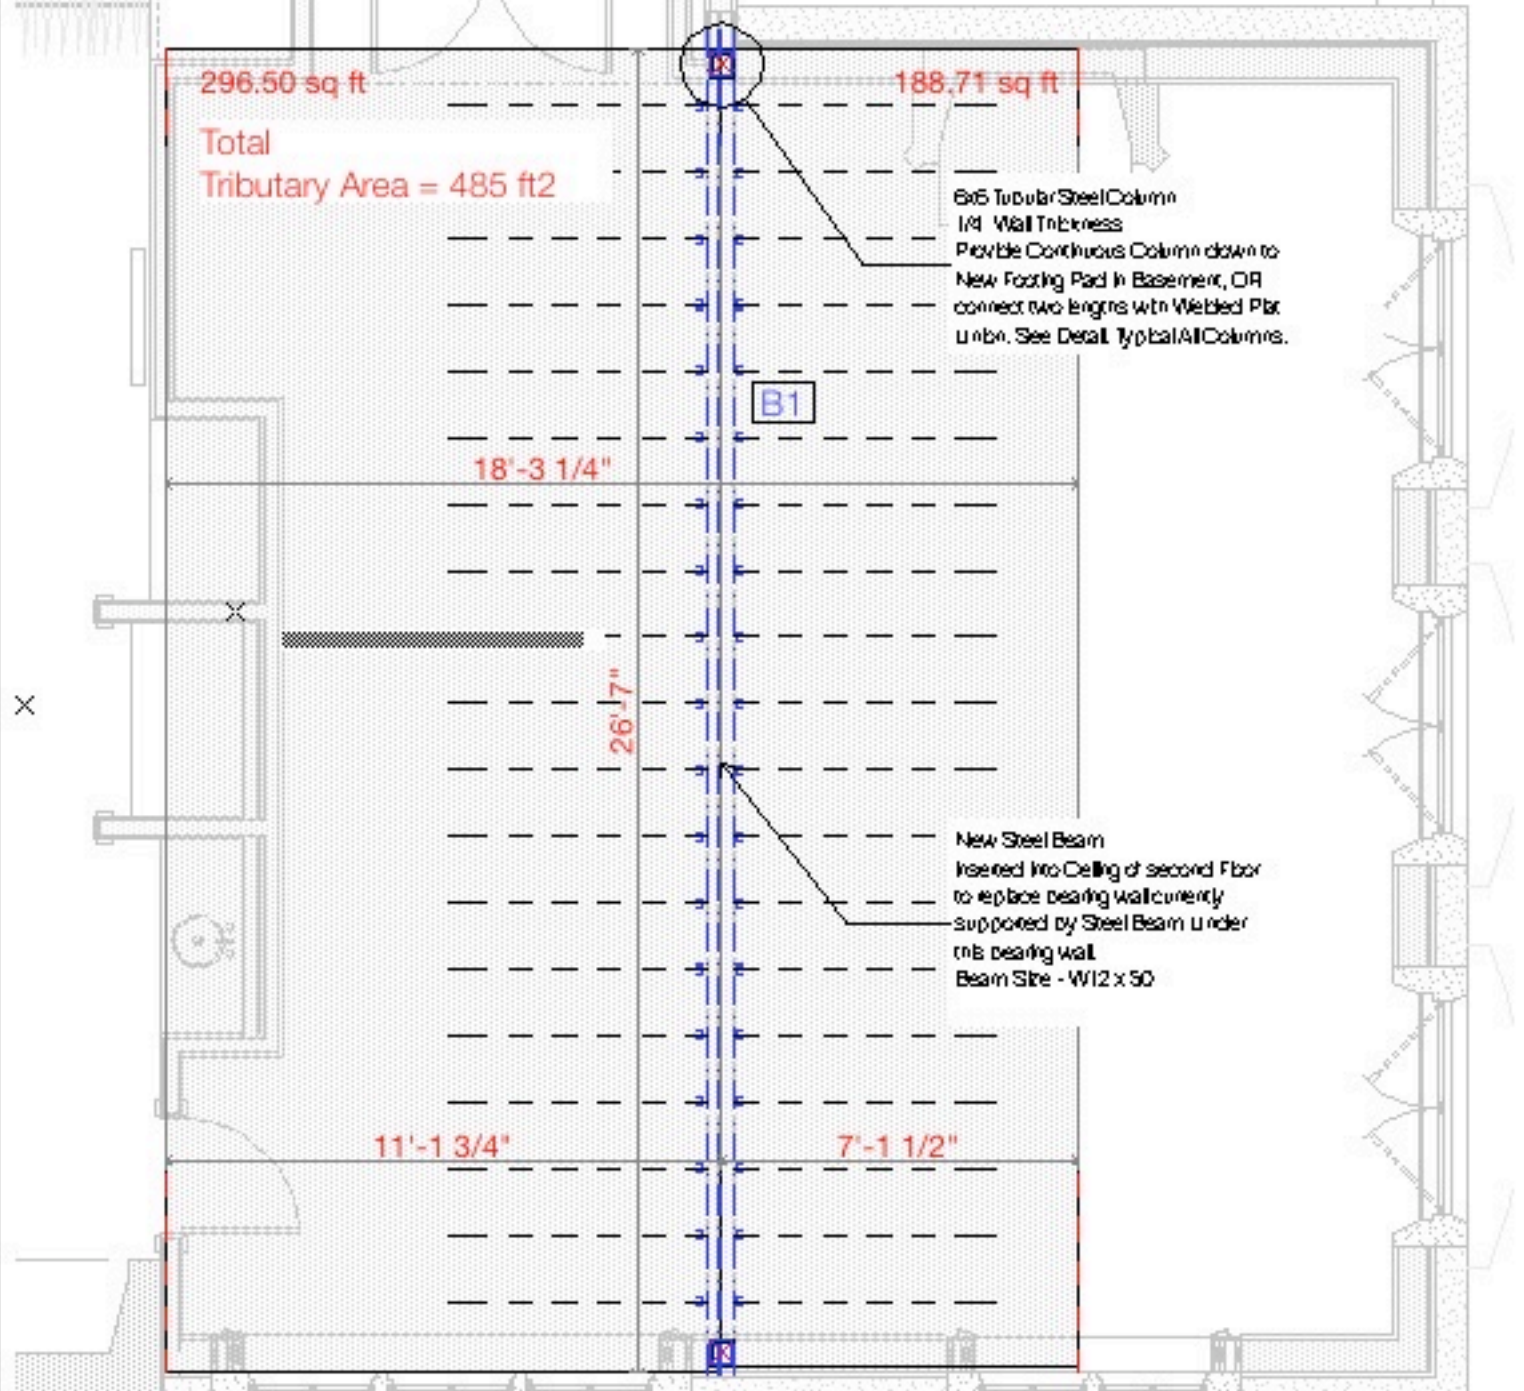 296.50 sq ft
188.71 sq ft
Total
Tributary Area = 485 ft2
6x6 Tubular Steel Column
1/4 Wall Thickness
Provide Continuous Column down to
New Footing Pad in Basement, OR
connect two lengths with Welded Plat
union. See Detail. Typical All Columns.
B1
18'-3 1/4"
26'-7"
New Steel Beam
Inserted into Ceiling of second Floor
to replace bearing wall currently
supported by Steel Beam under
this bearing wall.
Beam Size - W12 x 50
11'-1 3/4"
7'-1 1/2"